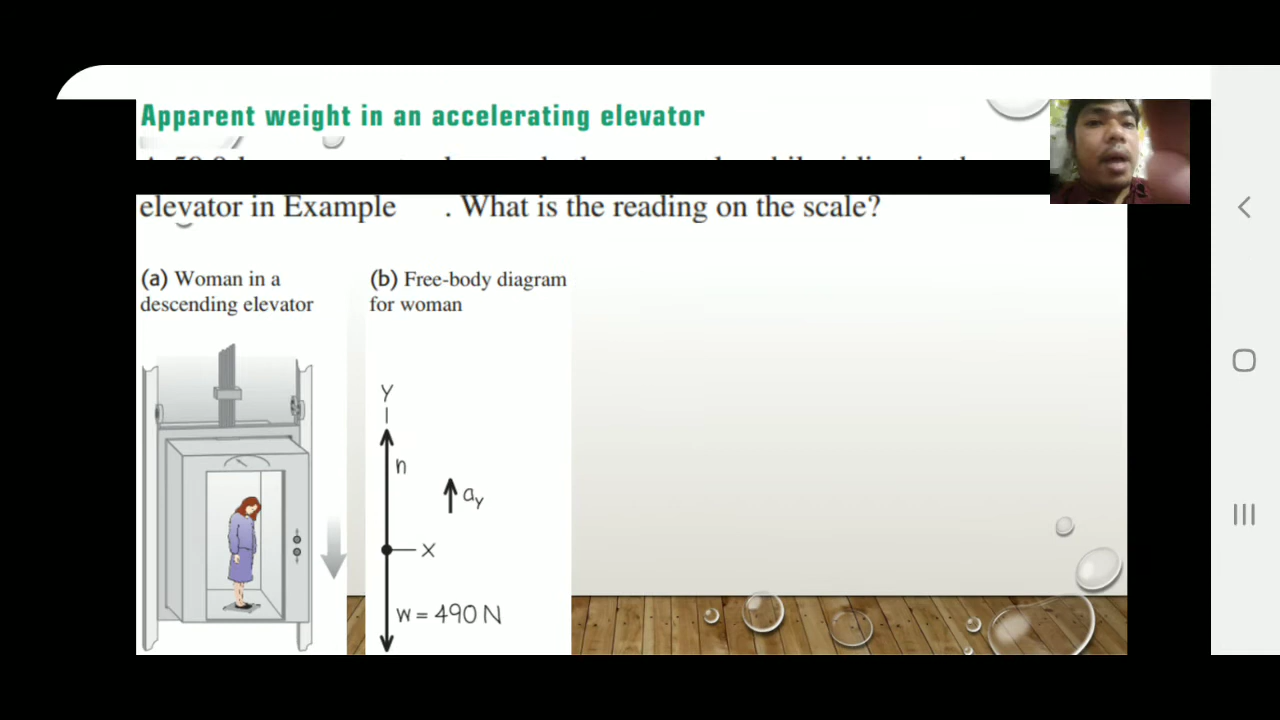 Apparent weight in an accelerating elevator
elevator in Example . What is the reading on the scale?
(a) Woman in a
descending elevator
(b) Free-body diagram
for woman
y
n
ay
x
w = 490 N